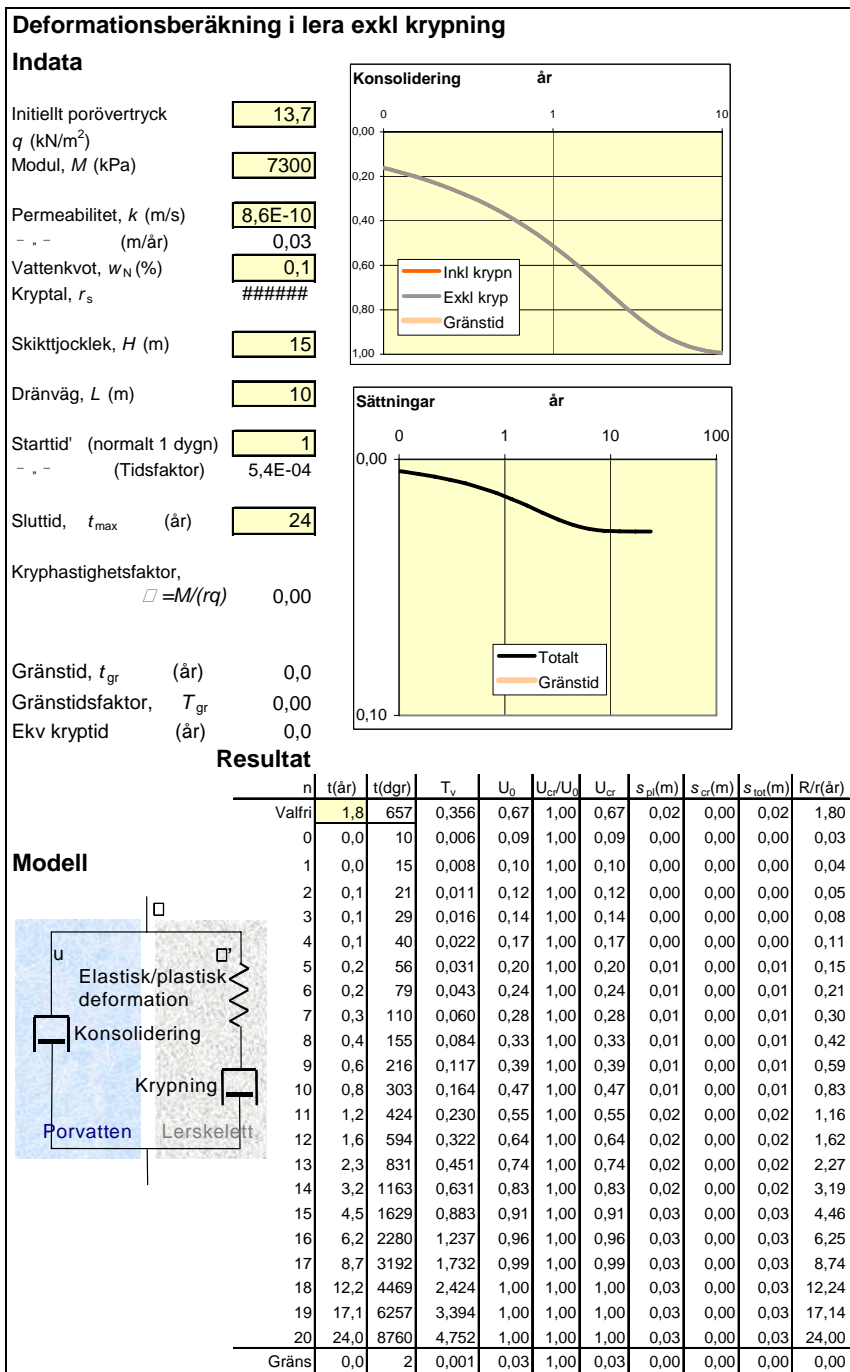 Deformationsberäkning i lera exkl krypning
Indata
Initiellt porövertryck 13,7
q (kN/m²)
Modul, M (kPa) 7300
Permeabilitet, k (m/s) 8,6E-10
– " – (m/år) 0,03
Vattenkvot, wN (%) 0,1
Kryptal, rs ######
Skikttjocklek, H (m) 15
Dränväg, L (m) 10
Starttid' (normalt 1 dygn) 1
– " – (Tidsfaktor) 5,4E-04
Sluttid, tmax (år) 24
Kryphastighetsfaktor,
□ =M/(rq) 0,00
Gränstid, tgr (år) 0,0
Gränstidsfaktor, Tgr 0,00
Ekv kryptid (år) 0,0
Konsolidering år
0 1 10
0,00
0,20
0,40
0,60
0,80
1,00
Inkl krypn
Exkl kryp
Gränstid
Sättningar år
0 1 10 100
0,00
0,10
Totalt
Gränstid
Resultat
n t(år) t(dgr) Tv U0 Ucr/U0 Ucr spl(m) scr(m) stot(m) R/r(år)
Valfri 1,8 657 0,356 0,67 1,00 0,67 0,02 0,00 0,02 1,80
0 0,0 10 0,006 0,09 1,00 0,09 0,00 0,00 0,00 0,03
1 0,0 15 0,008 0,10 1,00 0,10 0,00 0,00 0,00 0,04
2 0,1 21 0,011 0,12 1,00 0,12 0,00 0,00 0,00 0,05
3 0,1 29 0,016 0,14 1,00 0,14 0,00 0,00 0,00 0,08
4 0,1 40 0,022 0,17 1,00 0,17 0,00 0,00 0,00 0,11
5 0,2 56 0,031 0,20 1,00 0,20 0,01 0,00 0,01 0,15
6 0,2 79 0,043 0,24 1,00 0,24 0,01 0,00 0,01 0,21
7 0,3 110 0,060 0,28 1,00 0,28 0,01 0,00 0,01 0,30
8 0,4 155 0,084 0,33 1,00 0,33 0,01 0,00 0,01 0,42
9 0,6 216 0,117 0,39 1,00 0,39 0,01 0,00 0,01 0,59
10 0,8 303 0,164 0,47 1,00 0,47 0,01 0,00 0,01 0,83
11 1,2 424 0,230 0,55 1,00 0,55 0,02 0,00 0,02 1,16
12 1,6 594 0,322 0,64 1,00 0,64 0,02 0,00 0,02 1,62
13 2,3 831 0,451 0,74 1,00 0,74 0,02 0,00 0,02 2,27
14 3,2 1163 0,631 0,83 1,00 0,83 0,02 0,00 0,02 3,19
15 4,5 1629 0,883 0,91 1,00 0,91 0,03 0,00 0,03 4,46
16 6,2 2280 1,237 0,96 1,00 0,96 0,03 0,00 0,03 6,25
17 8,7 3192 1,732 0,99 1,00 0,99 0,03 0,00 0,03 8,74
18 12,2 4469 2,424 1,00 1,00 1,00 0,03 0,00 0,03 12,24
19 17,1 6257 3,394 1,00 1,00 1,00 0,03 0,00 0,03 17,14
20 24,0 8760 4,752 1,00 1,00 1,00 0,03 0,00 0,03 24,00
Gräns 0,0 2 0,001 0,03 1,00 0,03 0,00 0,00 0,00 0,00
Modell
□
u □'
Elastisk/plastisk
deformation
Konsolidering
Krypning
Porvatten Lerskelett